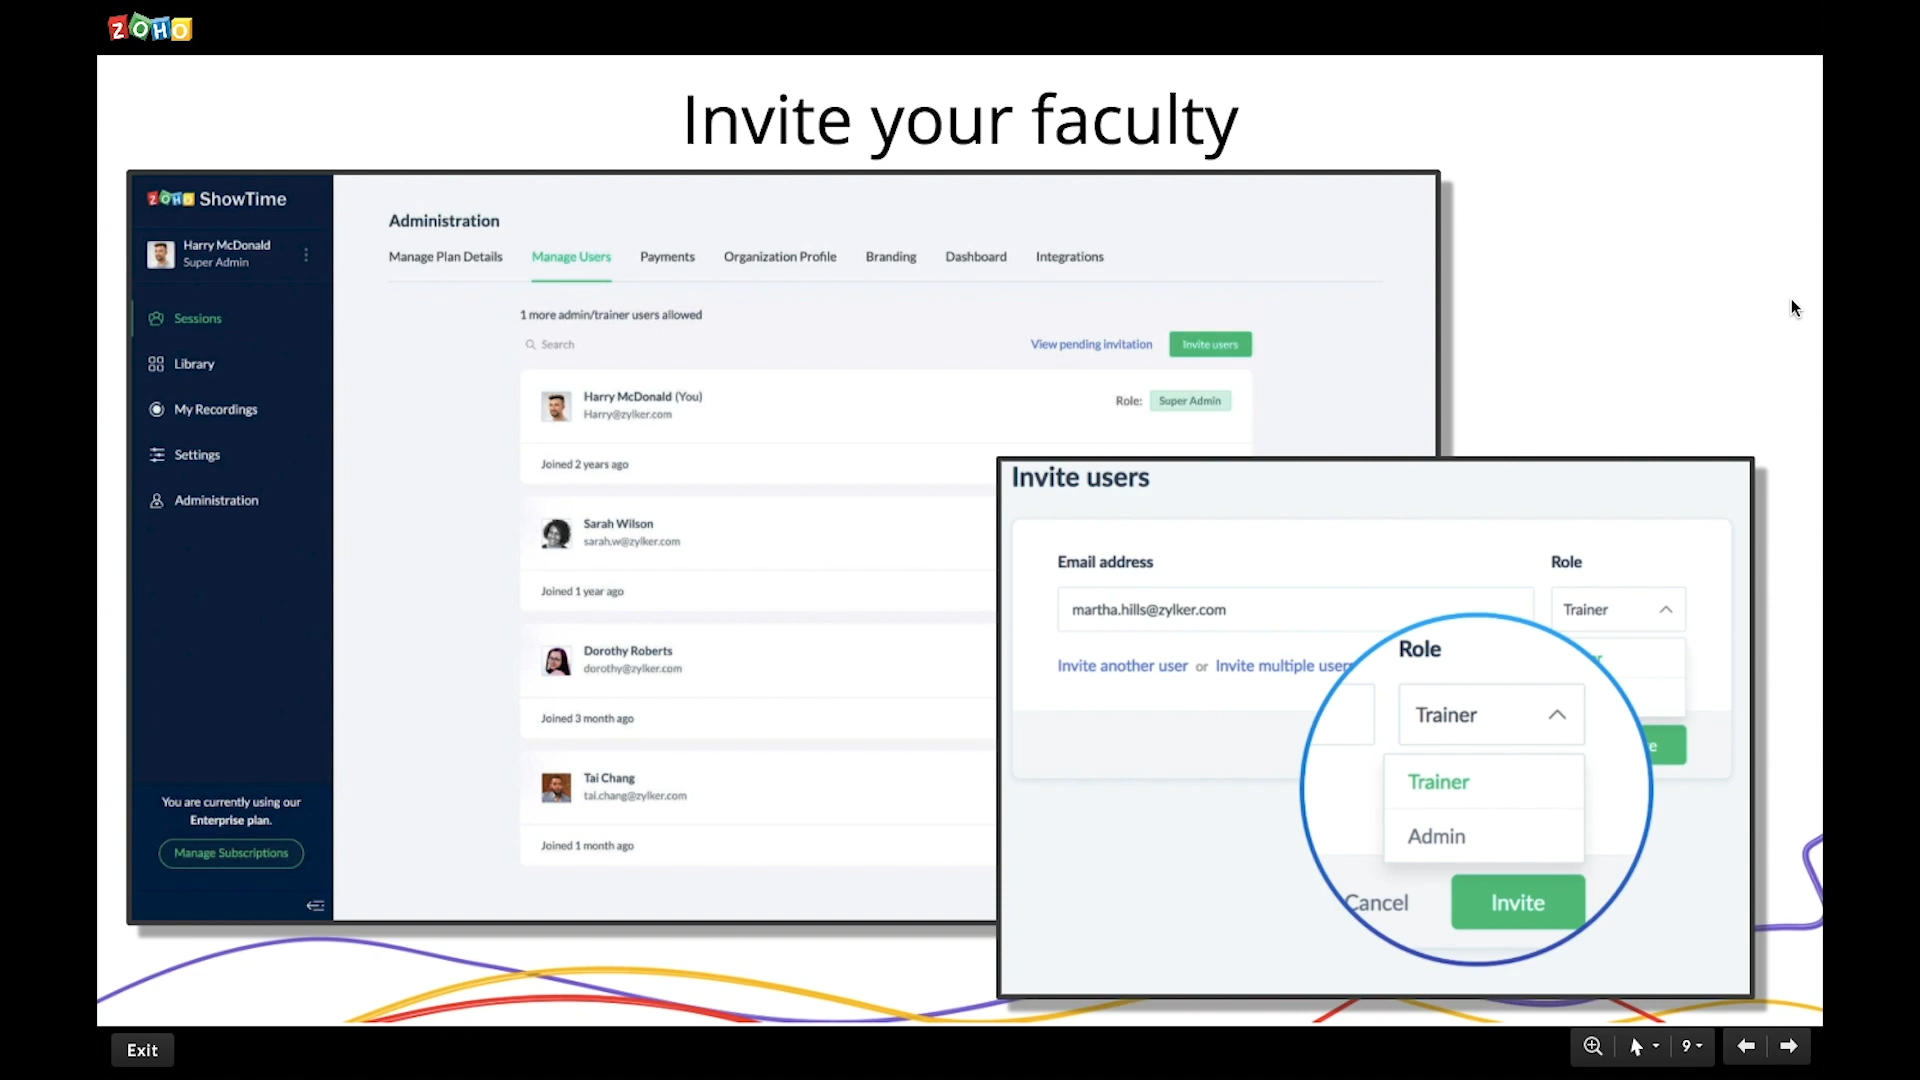 ZOHO
Invite your faculty
ZOHO ShowTime
Harry McDonald
Super Admin
Sessions
Library
My Recordings
Settings
Administration
You are currently using our
Enterprise plan.
Manage Subscriptions
Administration
Manage Plan Details Manage Users Payments Organization Profile Branding Dashboard Integrations
1 more admin/trainer users allowed
Search
View pending invitation Invite users
Harry McDonald (You)
Harry@zylker.com
Role: Super Admin
Joined 2 years ago
Sarah Wilson
sarah.w@zylker.com
Joined 1 year ago
Dorothy Roberts
dorothy@zylker.com
Joined 3 month ago
Tai Chang
tai.chang@zylker.com
Joined 1 month ago
Invite users
Email address Role
martha.hills@zylker.com Trainer
Invite another user or Invite multiple user
Role
Trainer
Trainer
Admin
Cancel Invite
Exit
9